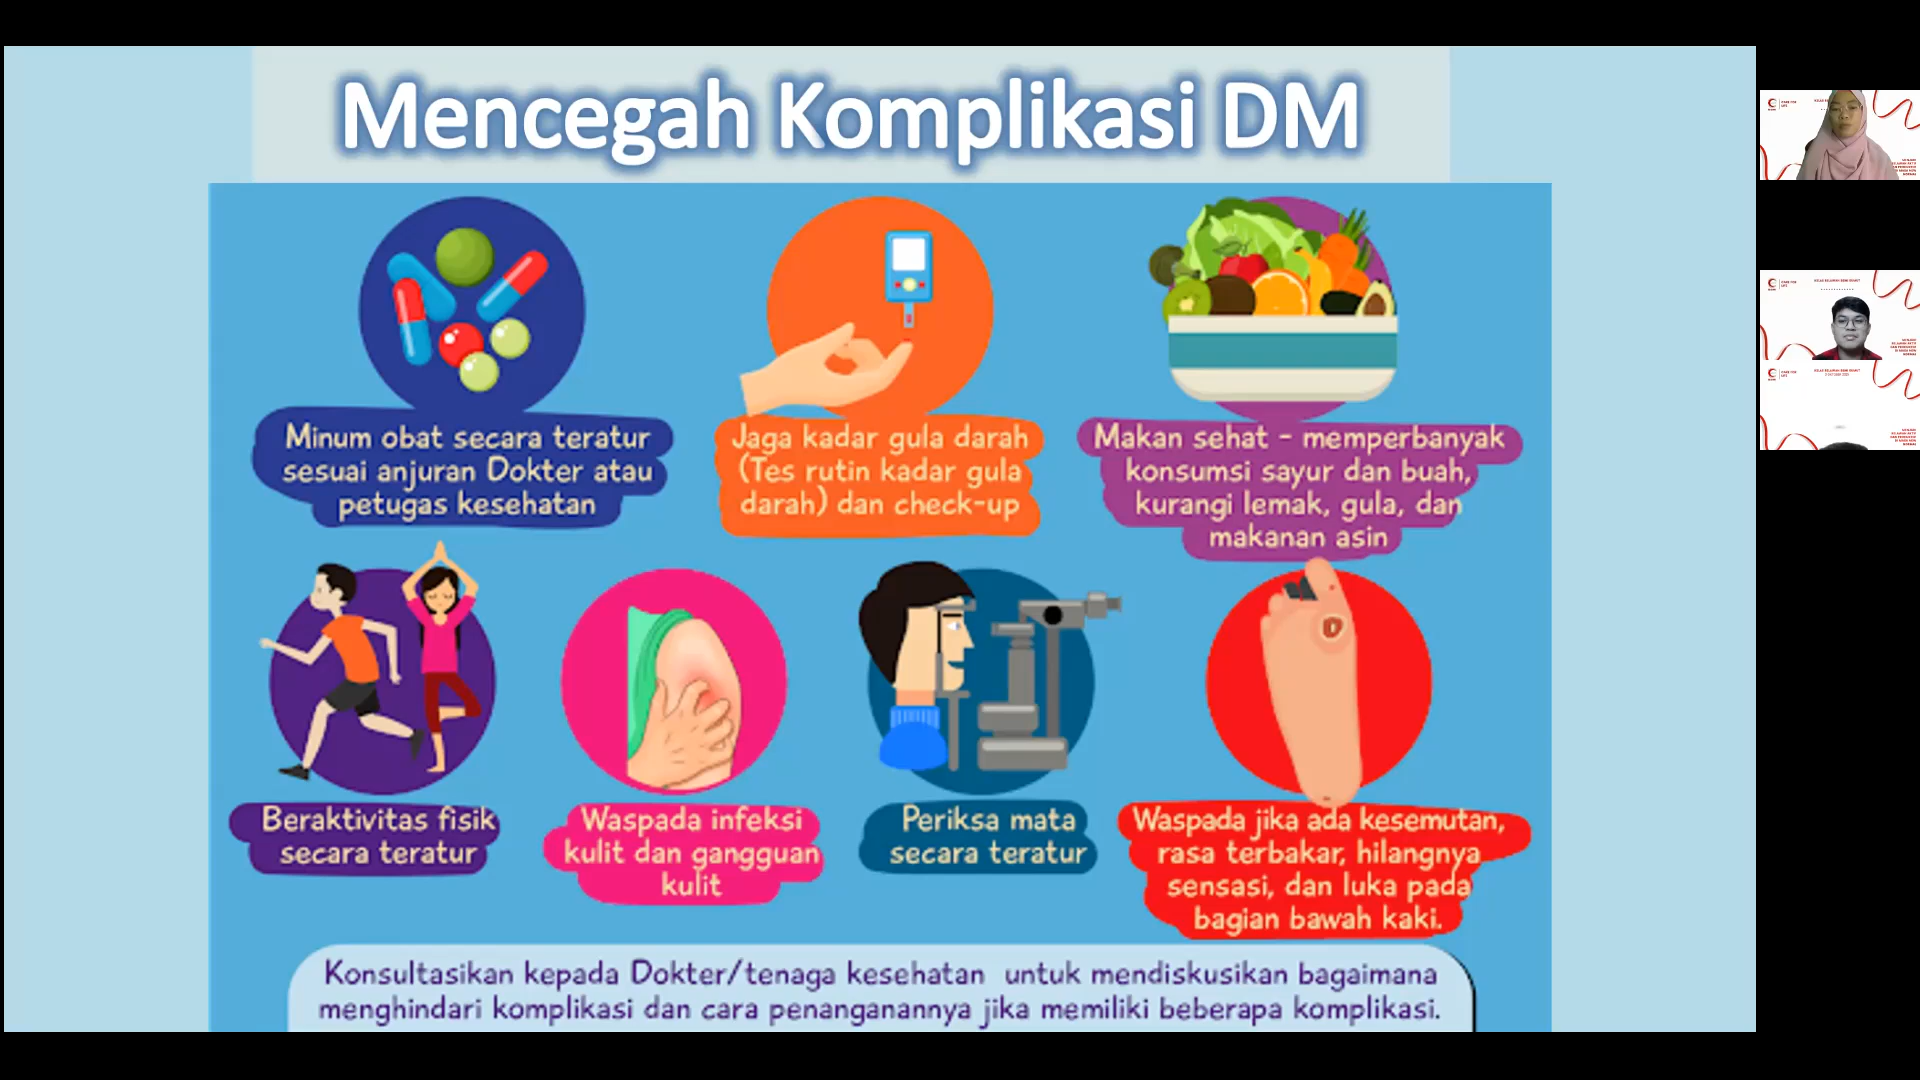 Mencegah Komplikasi DM
Minum obat secara teratur
sesuai anjuran Dokter atau
petugas kesehatan
Jaga kadar gula darah
(Tes rutin kadar gula
darah) dan check-up
Makan sehat - memperbanyak
konsumsi sayur dan buah,
kurangi lemak, gula, dan
makanan asin
Beraktivitas fisik
secara teratur
Waspada infeksi
kulit dan gangguan
kulit
Periksa mata
secara teratur
Waspada jika ada kesemutan,
rasa terbakar, hilangnya
sensasi, dan luka pada
bagian bawah kaki.
Konsultasikan kepada Dokter/tenaga kesehatan untuk mendiskusikan bagaimana
menghindari komplikasi dan cara penanganannya jika memiliki beberapa komplikasi.